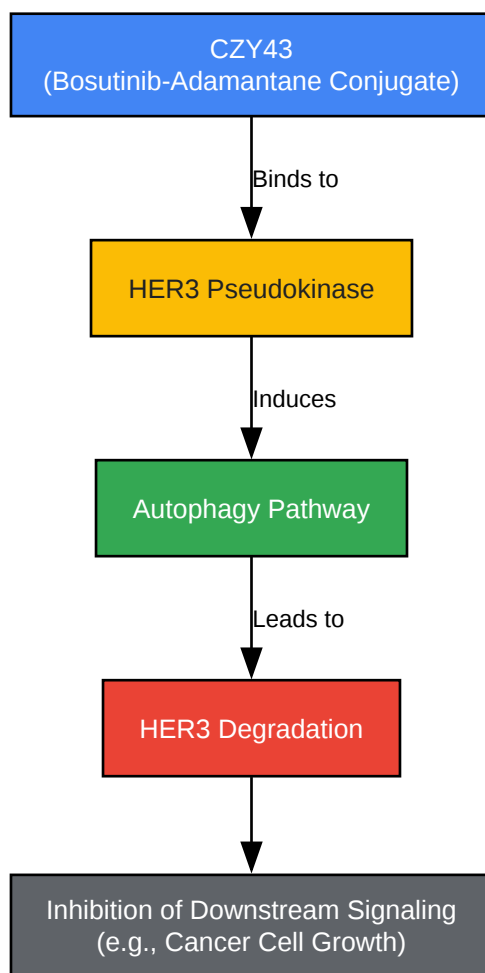 CZY43
(Bosutinib-Adamantane Conjugate)
Binds to
HER3 Pseudokinase
Induces
Autophagy Pathway
Leads to
HER3 Degradation
Inhibition of Downstream Signaling
(e.g., Cancer Cell Growth)